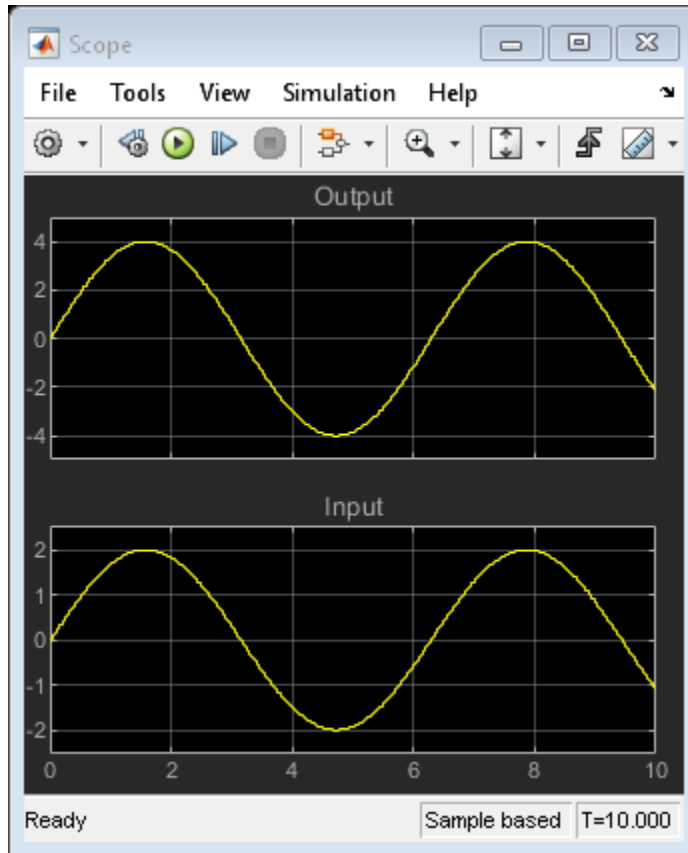 Scope
File Tools View Simulation Help
Output
4
2
0
-2
-4
Input
2
1
0
-1
-2
0 2 4 6 8 10
Ready Sample based T=10.000